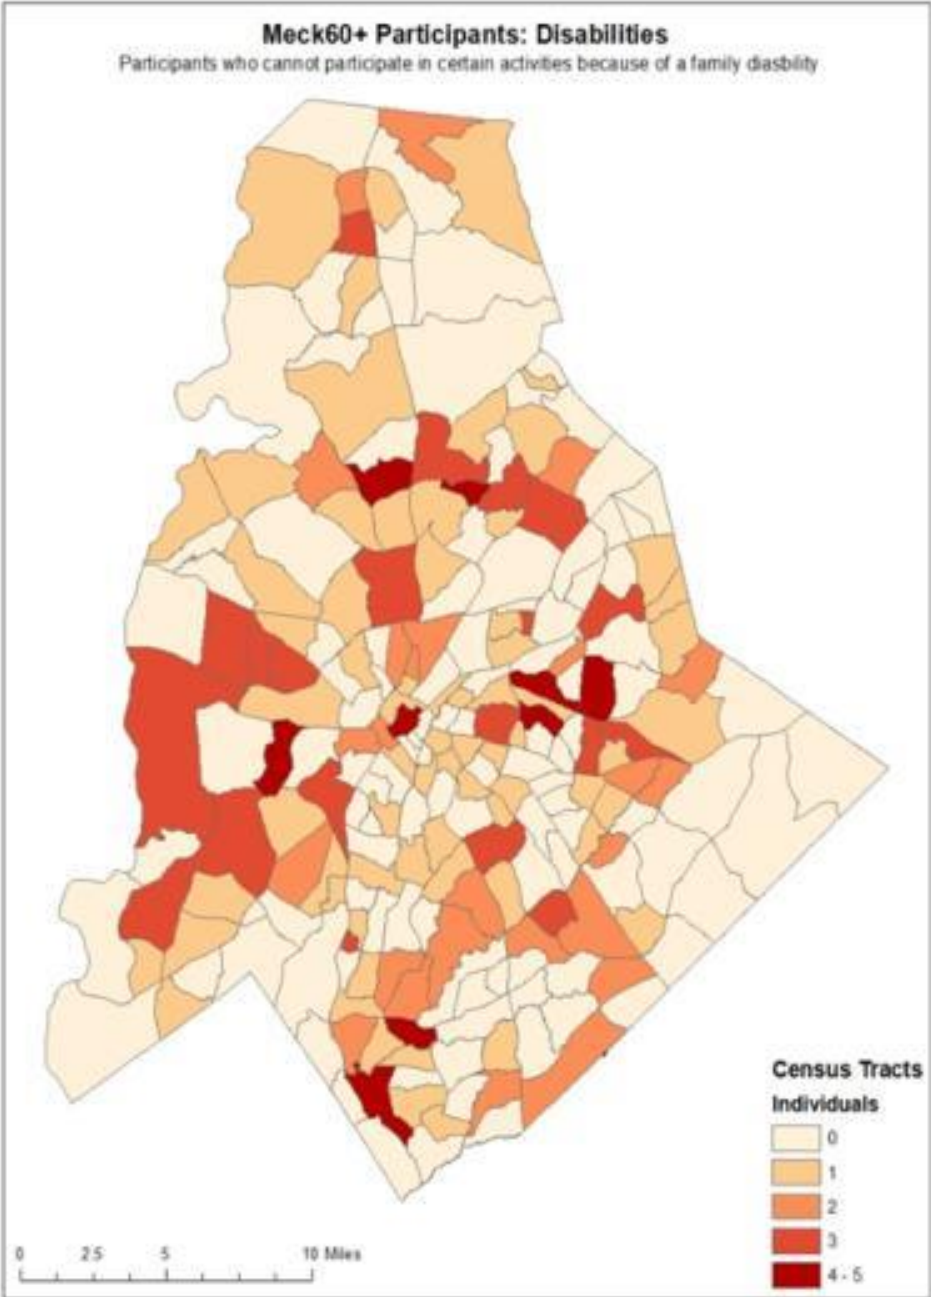 Meck60+ Participants: Disabilities
Participants who cannot participate in certain activities because of a family diasbility
Census Tracts
Individuals
0
1
2
3
4 - 5
0 2.5 5 10 Miles